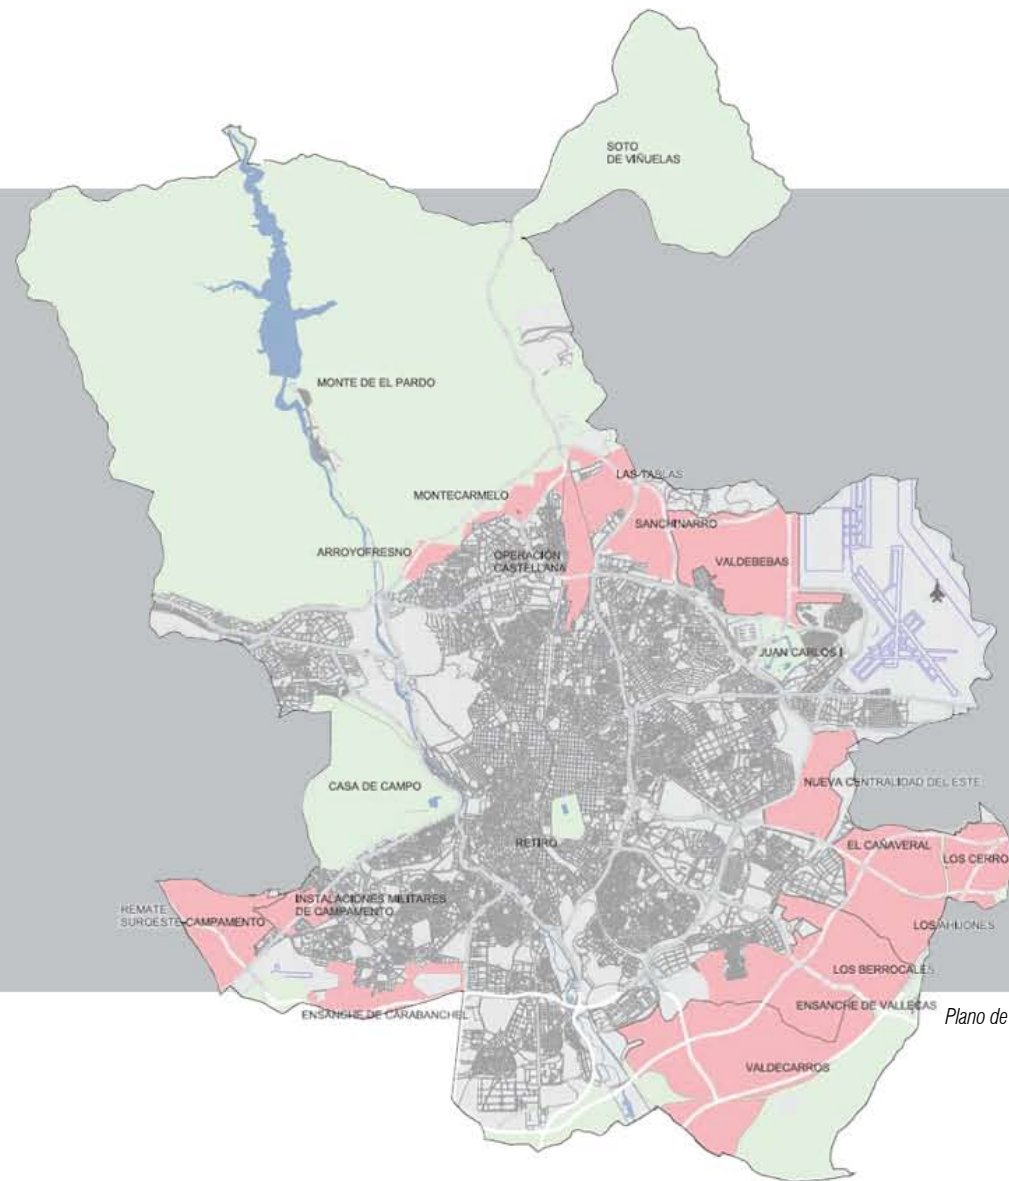 SOTO
DE VIÑUELAS
MONTE DE EL PARDO
LAS TABLAS
MONTECARMELO
SANCHINARRO
ARROYOFRESNO
OPERACIÓN
CASTELLANA
VALDEBEBAS
JUAN CARLOS I
NUEVA CENTRALIDAD DEL ESTE
CASA DE CAMPO
RETIRO
EL CAÑAVERAL
LOS CERRO
INSTALACIONES MILITARES
DE CAMPAMENTO
REMATE
SUROESTE-CAMPAMENTO
LOS AHIJONES
LOS BERROCALES
ENSANCHE DE VALLECAS
ENSANCHE DE CARABANCHEL
Plano de
VALDECARROS